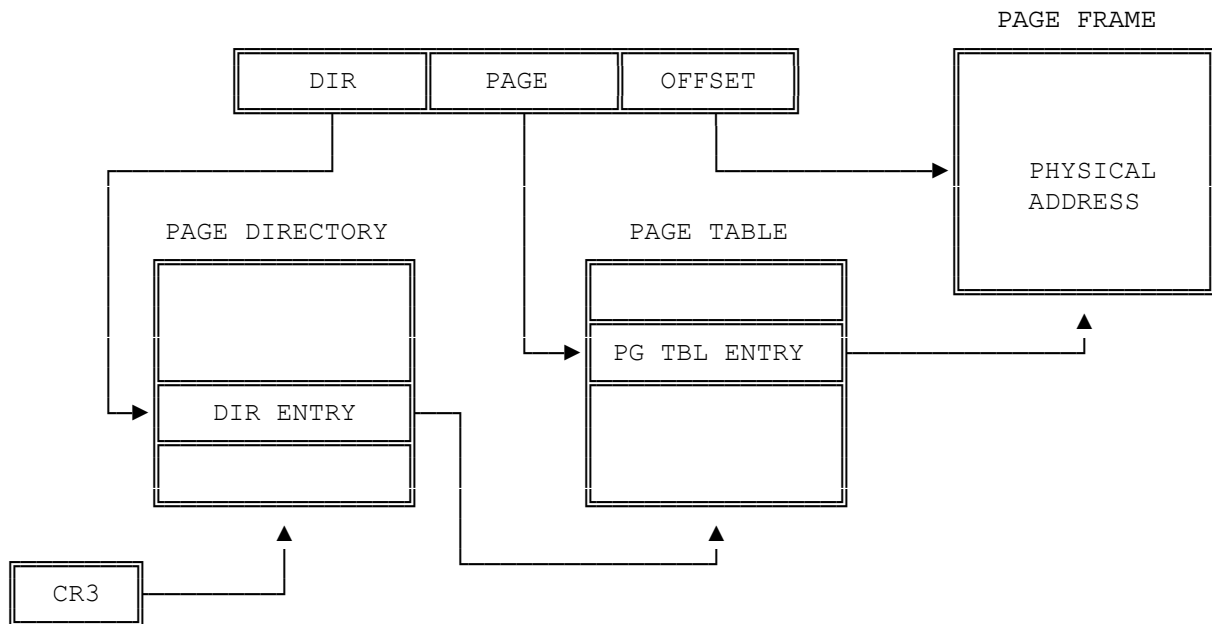 PAGE FRAME
DIR PAGE OFFSET
PHYSICAL
ADDRESS
PAGE DIRECTORY PAGE TABLE
PG TBL ENTRY
DIR ENTRY
CR3